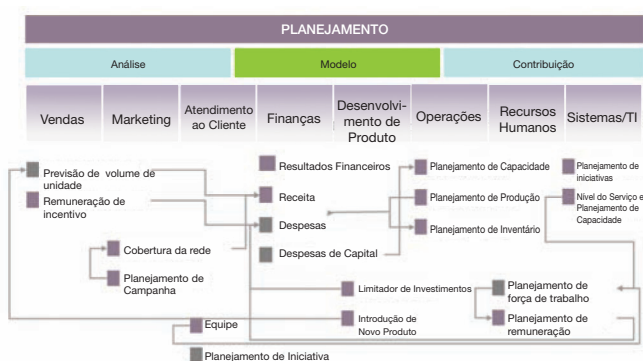 PLANEJAMENTO
Análise
Modelo
Contribuição
Vendas
Marketing
Atendimento
ao Cliente
Finanças
Desenvolvi-
mento de
Produto
Operações
Recursos
Humanos
Sistemas/TI
Previsão de volume de
unidade
Remuneração de
incentivo
Cobertura da rede
Planejamento de
Campanha
Equipe
Planejamento de Iniciativa
Resultados Financeiros
Receita
Despesas
Despesas de Capital
Limitador de Investimentos
Introdução de
Novo Produto
Planejamento de Capacidade
Planejamento de Produção
Planejamento de Inventário
Planejamento de
força de trabalho
Planejamento de
remuneração
Planejamento de
iniciativas
Nível do Serviço e
Planejamento de
Capacidade